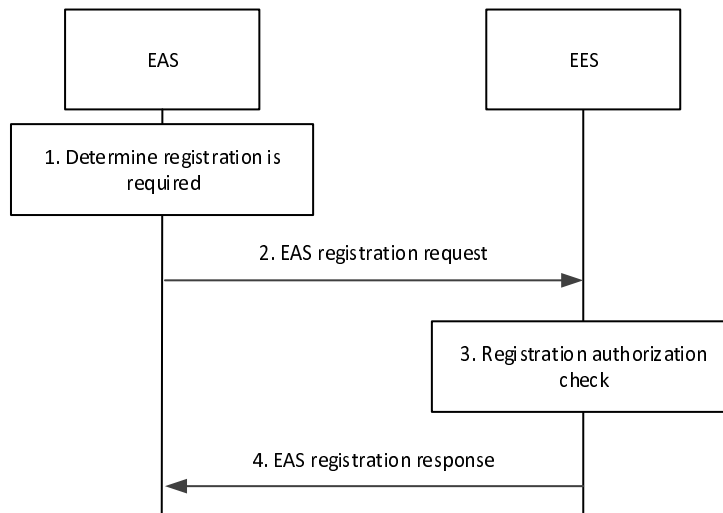 EAS
EES
1. Determine registration is
required
2. EAS registration request
3. Registration authorization
check
4. EAS registration response